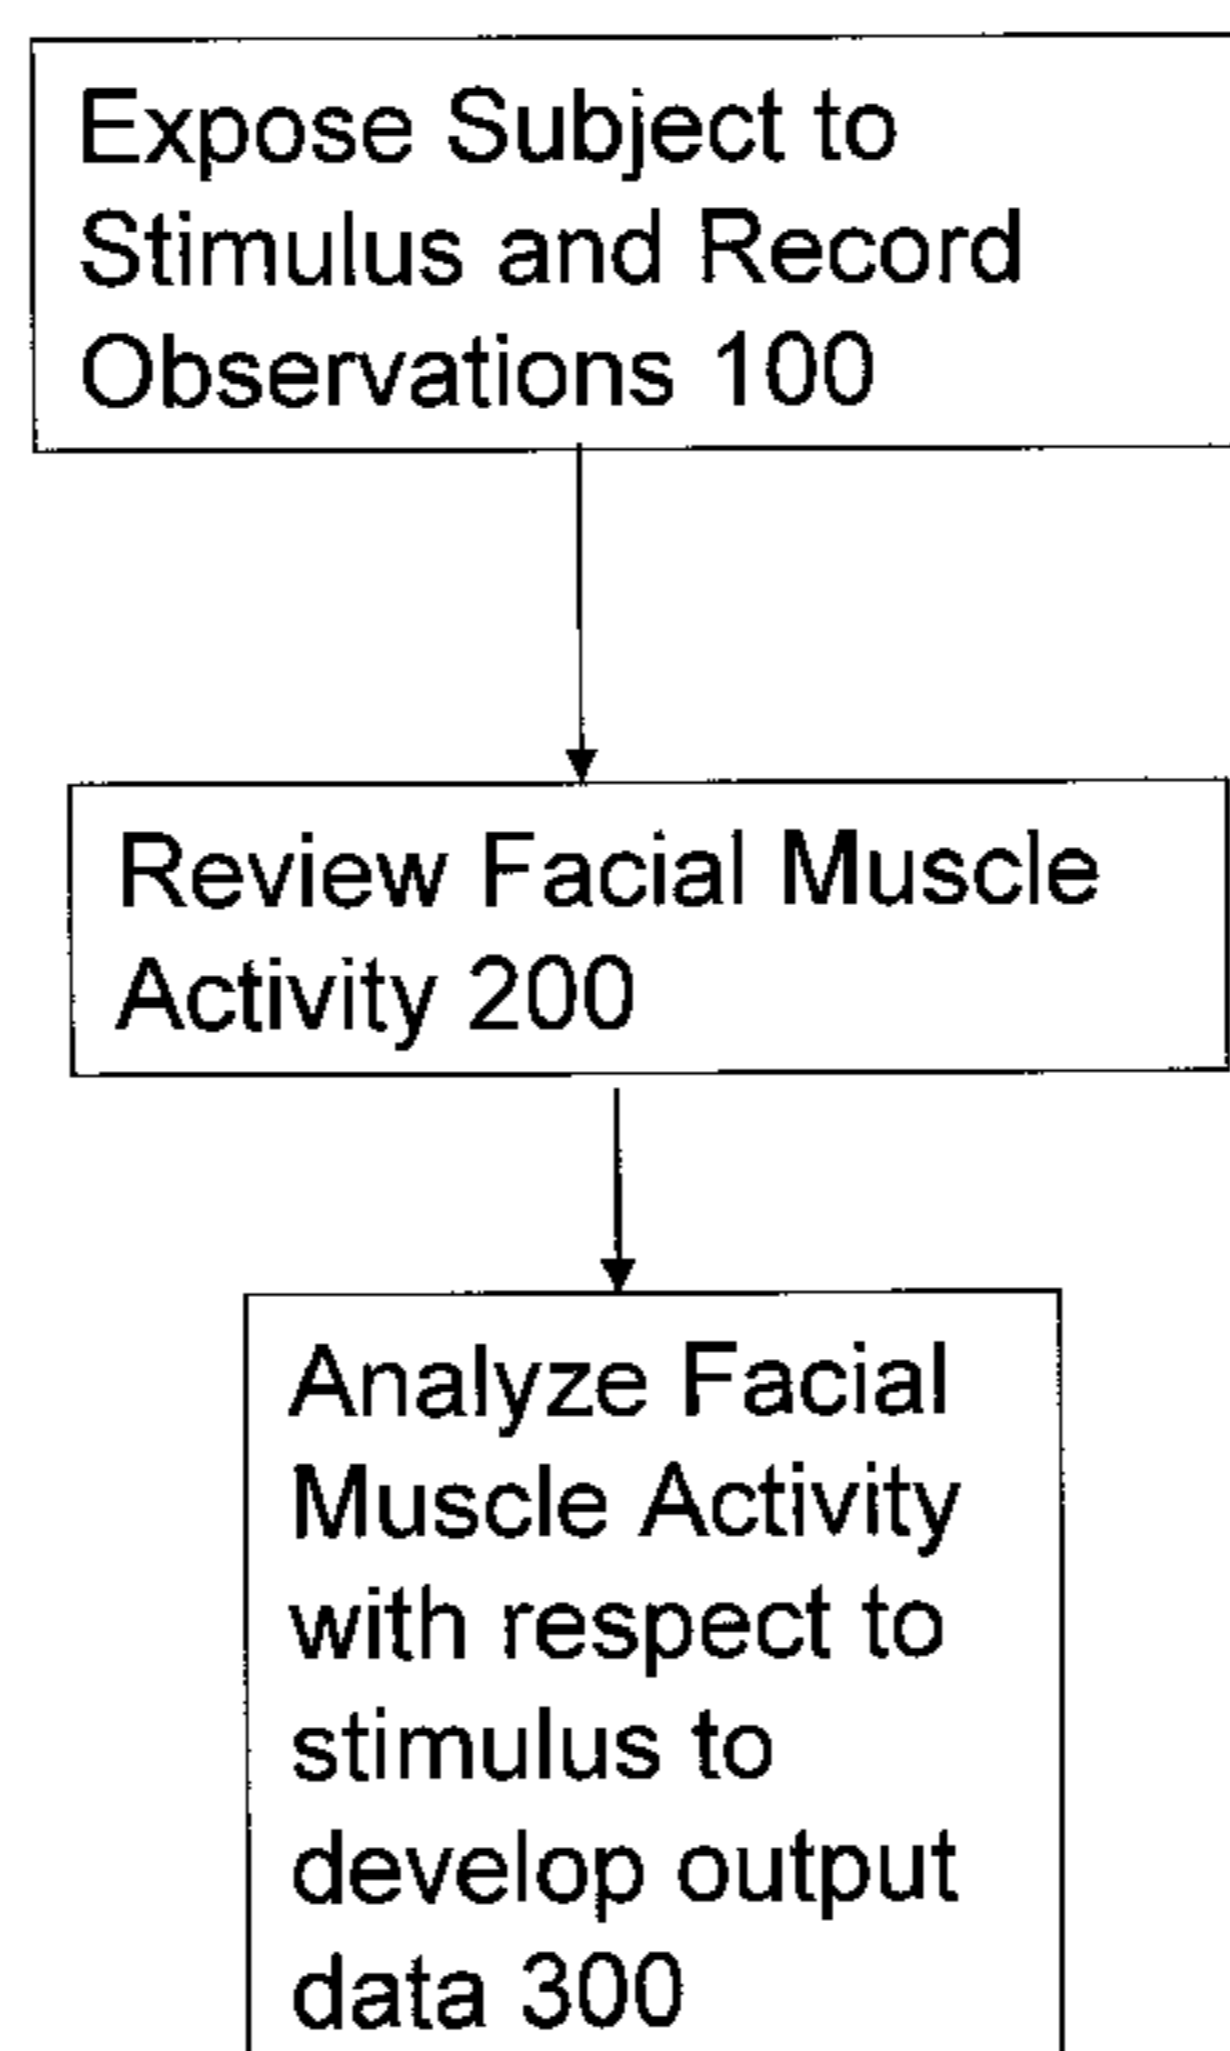 Expose Subject to
Stimulus and Record
Observations 100
Review Facial Muscle
Activity 200
Analyze Facial
Muscle Activity
with respect to
stimulus to
develop output
data 300